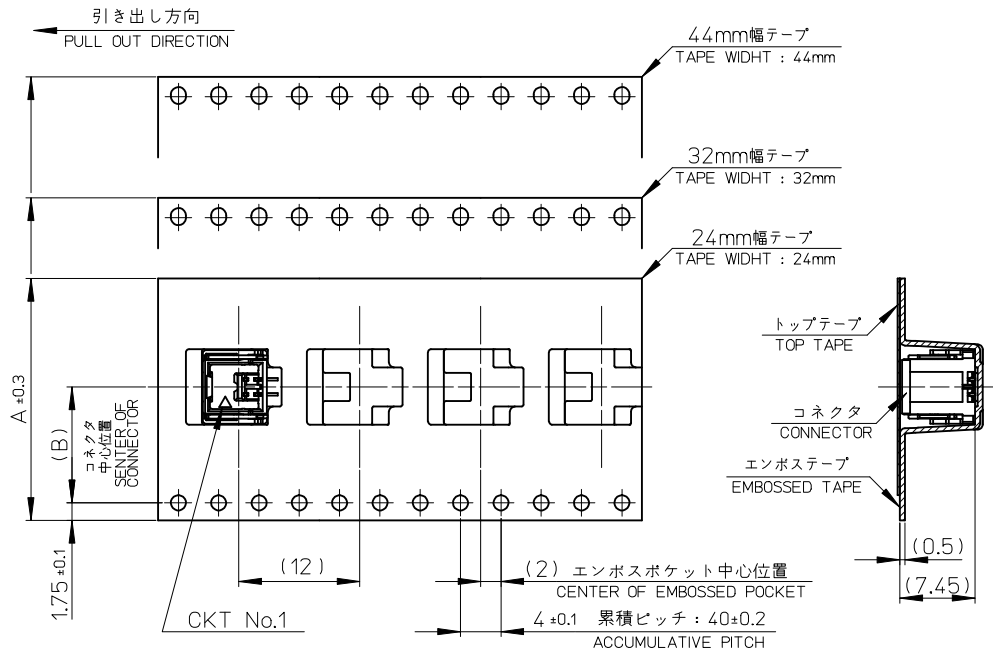 引き出し方向
PULL OUT DIRECTION
44mm幅テープ
TAPE WIDHT : 44mm
32mm幅テープ
TAPE WIDHT : 32mm
24mm幅テープ
TAPE WIDHT : 24mm
トップテープ
TOP TAPE
コネクタ
CONNECTOR
エンボステープ
EMBOSSED TAPE
A ±0.3
(B)
コネクタ
中心位置
SENTER OF
CONNECTOR
1.75 ±0.1
(12)
CKT No.1
(2) エンボスポケット中心位置
CENTER OF EMBOSSED POCKET
4 ±0.1 累積ピッチ : 40±0.2
ACCUMULATIVE PITCH
(0.5)
(7.45)